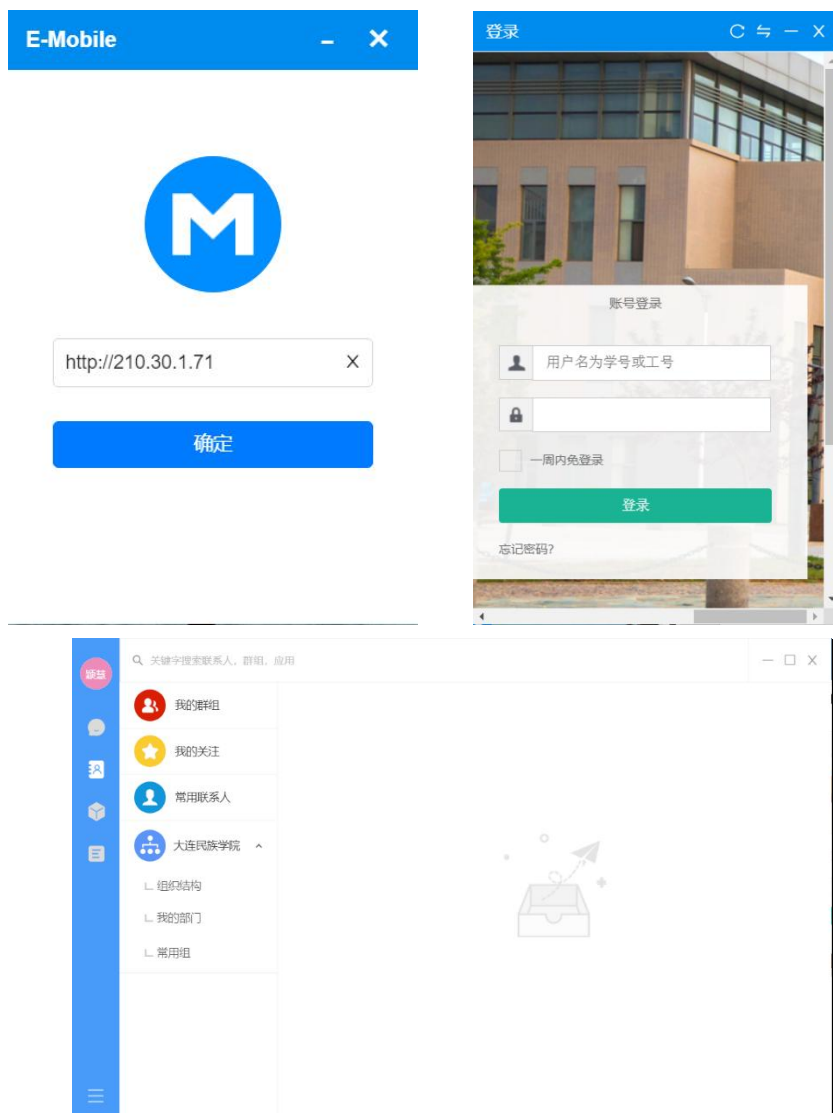 E-Mobile
M
http://210.30.1.71 X
确定
登录
账号登录
用户名为学号或工号
一周内免登录
登录
忘记密码?
颖慧
关键字搜索联系人、群组、应用
我的群组
我的关注
常用联系人
大连民族学院
组织结构
我的部门
常用组